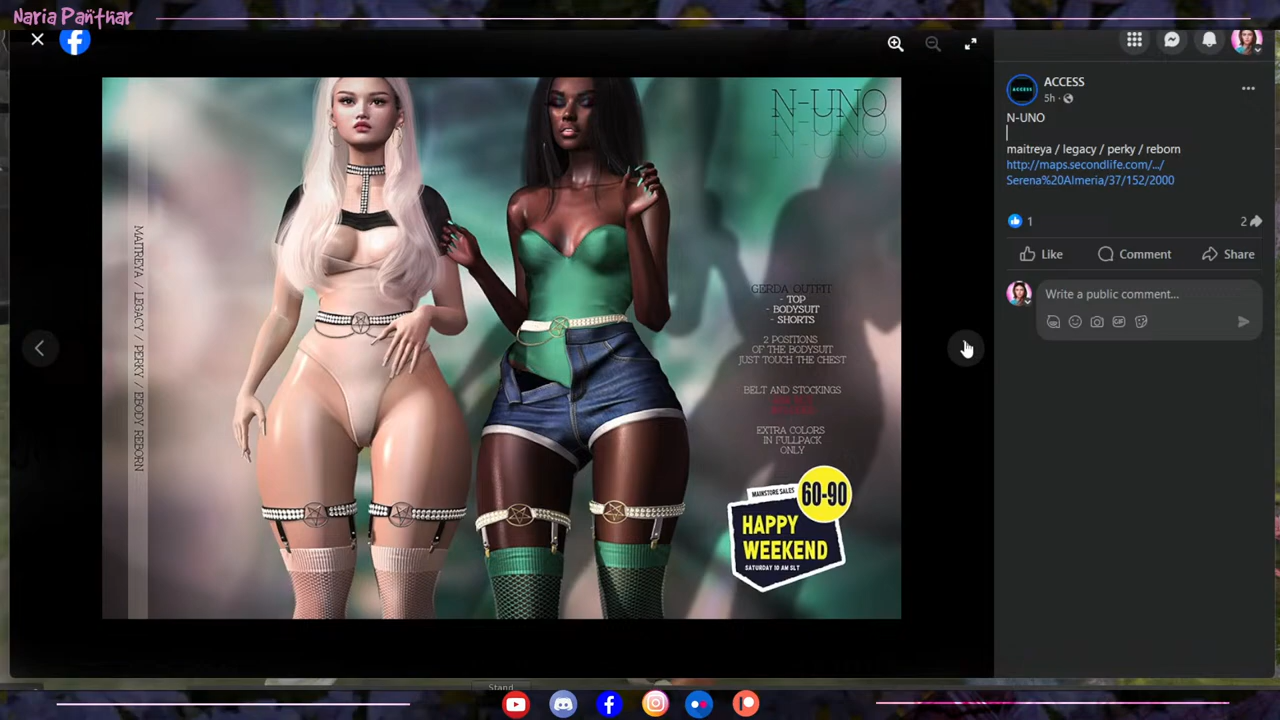 Naria Panthar
ACCESS
5h
N-UNO
maitreya / legacy / perky / reborn
http://maps.secondlife.com/.../
Serena%20Almeria/37/152/2000
1
2
Like
Comment
Share
Write a public comment...
N-UNO
N-UNO
N-UNO
MAITREYA / LEGACY / PERKY / EBODY REBORN
GERDA OUTFIT
- TOP
- BODYSUIT
- SHORTS
2 POSITIONS
OF THE BODYSUIT
JUST TOUCH THE CHEST
BELT AND STOCKINGS
EXTRA COLORS
IN FULLPACK
ONLY
MAINSTORE SALES
60-90
HAPPY
WEEKEND
SATURDAY 10 AM SLT
Stand